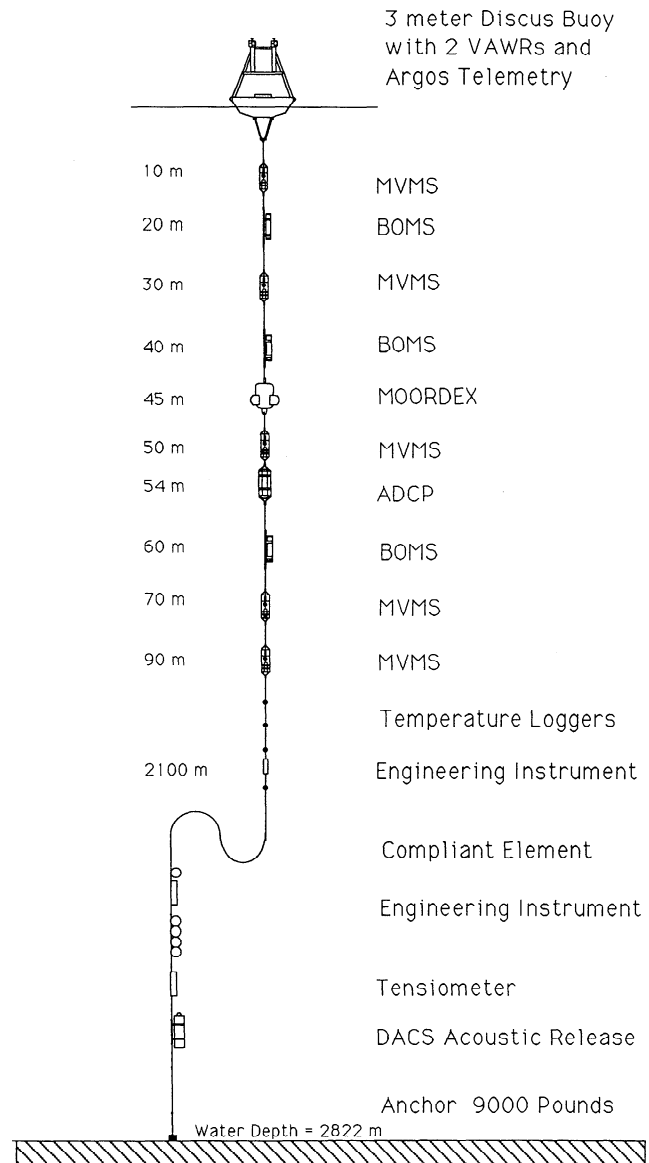 3 meter Discus Buoy
with 2 VAWRs and
Argos Telemetry
10 m MVMS
20 m BOMS
30 m MVMS
40 m BOMS
45 m MOORDEX
50 m MVMS
54 m ADCP
60 m BOMS
70 m MVMS
90 m MVMS
Temperature Loggers
2100 m Engineering Instrument
Compliant Element
Engineering Instrument
Tensiometer
DACS Acoustic Release
Anchor 9000 Pounds
Water Depth = 2822 m